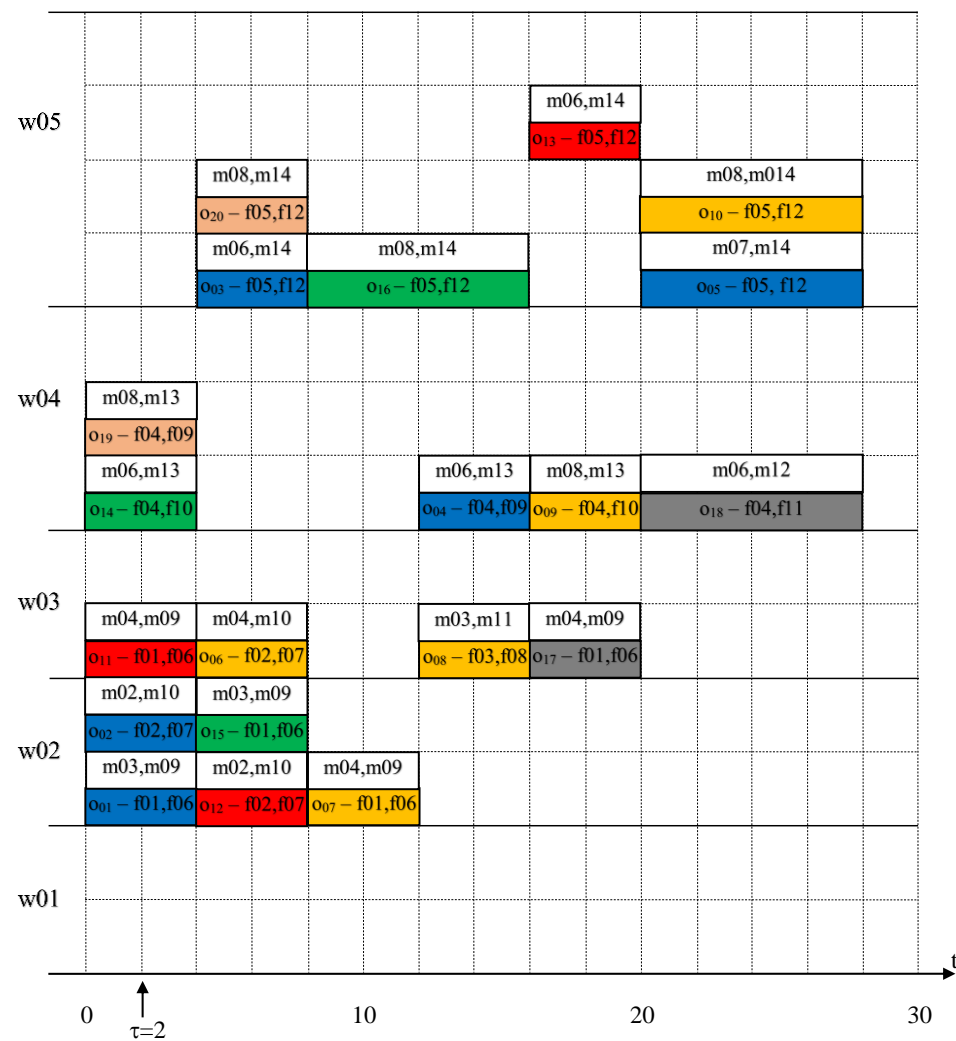 m06,m14
w05
o₁₃ – f05,f12
m08,m14 m08,m014
o₂₀ – f05,f12 o₁₀ – f05,f12
m06,m14 m08,m14 m07,m14
o₀₃ – f05,f12 o₁₆ – f05,f12 o₀₅ – f05, f12
m08,m13
w04
o₁₉ – f04,f09
m06,m13 m06,m13 m08,m13 m06,m12
o₁₄ – f04,f10 o₀₄ – f04,f09 o₀₉ – f04,f10 o₁₈ – f04,f11
w03
m04,m09 m04,m10 m03,m11 m04,m09
o₁₁ – f01,f06 o₀₆ – f02,f07 o₀₈ – f03,f08 o₁₇ – f01,f06
m02,m10 m03,m09
o₀₂ – f02,f07 o₁₅ – f01,f06
w02
m03,m09 m02,m10 m04,m09
o₀₁ – f01,f06 o₁₂ – f02,f07 o₀₇ – f01,f06
w01
t
0 10 20 30
τ=2